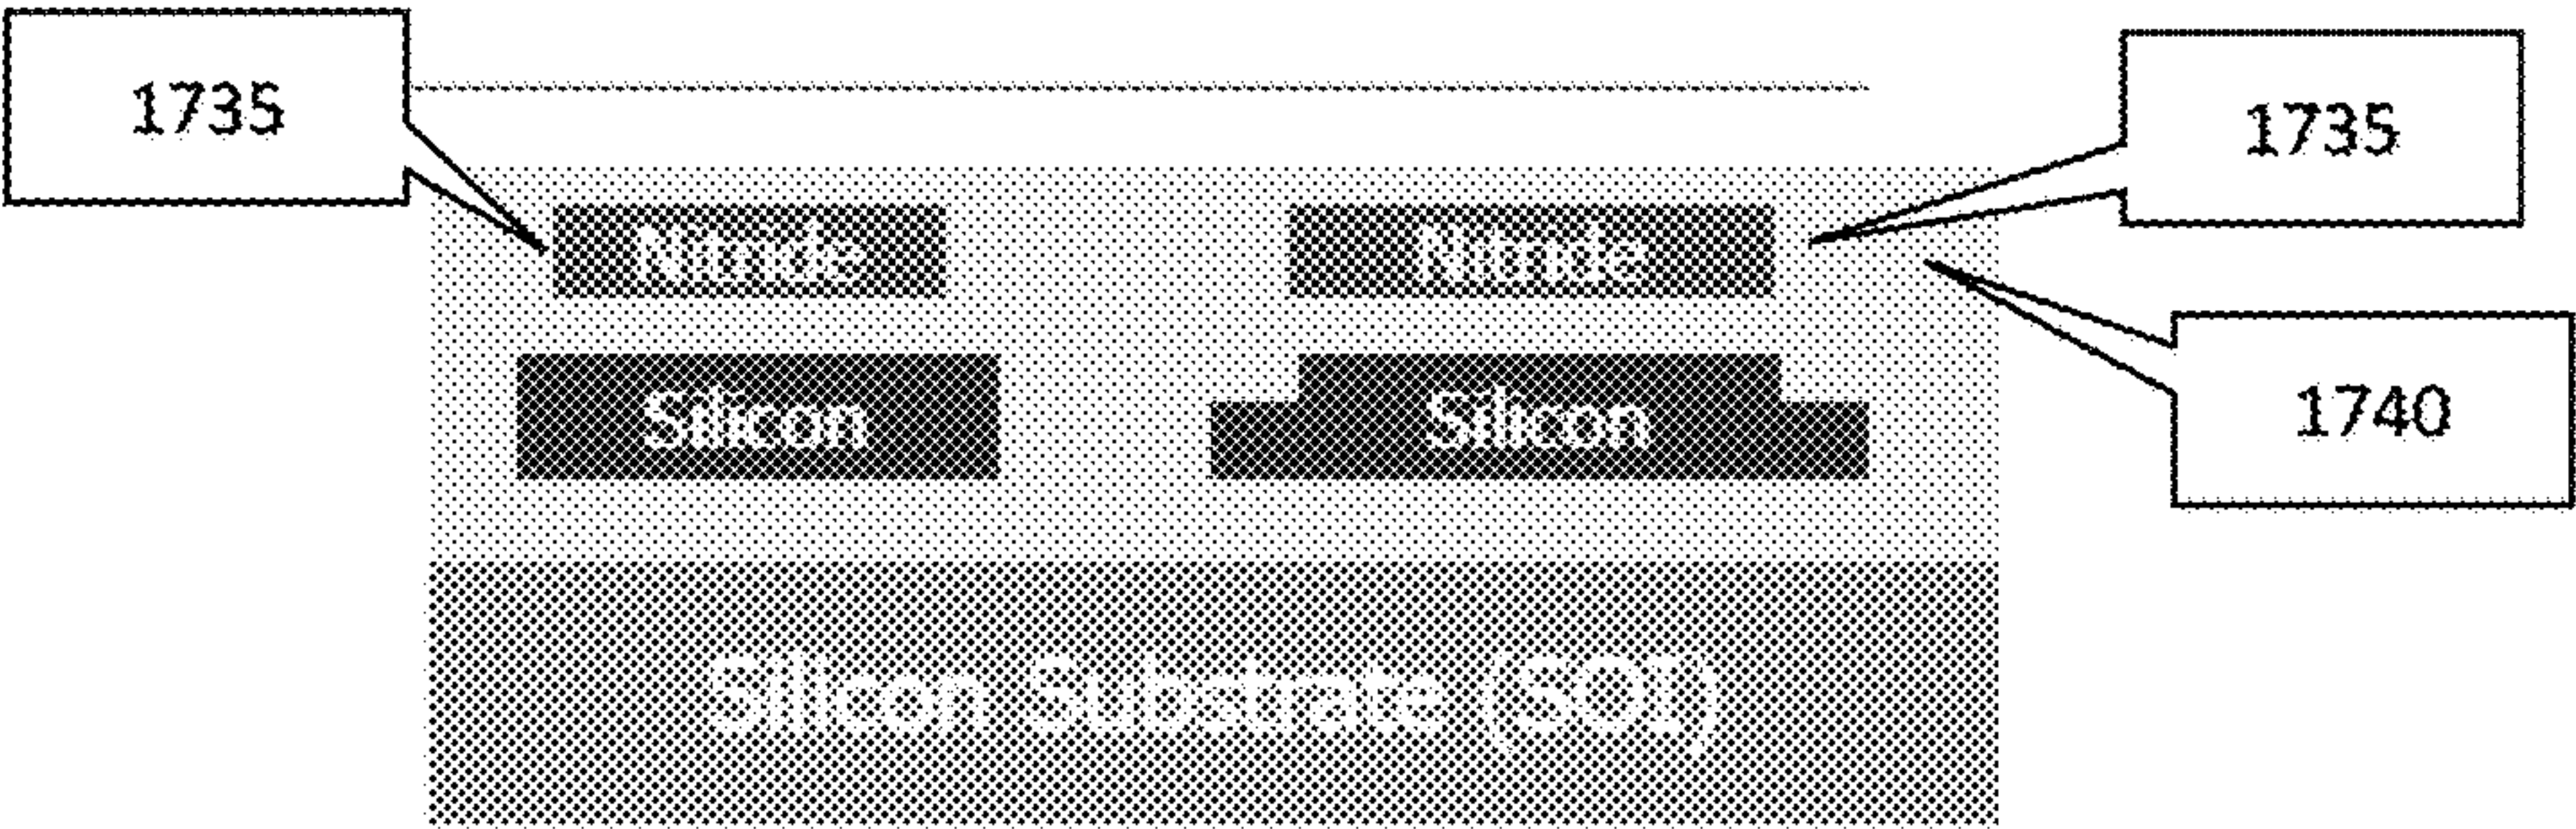 1735
1735
Nitride
Nitride
1740
Silicon
Silicon
Silicon Substrate (SOI)